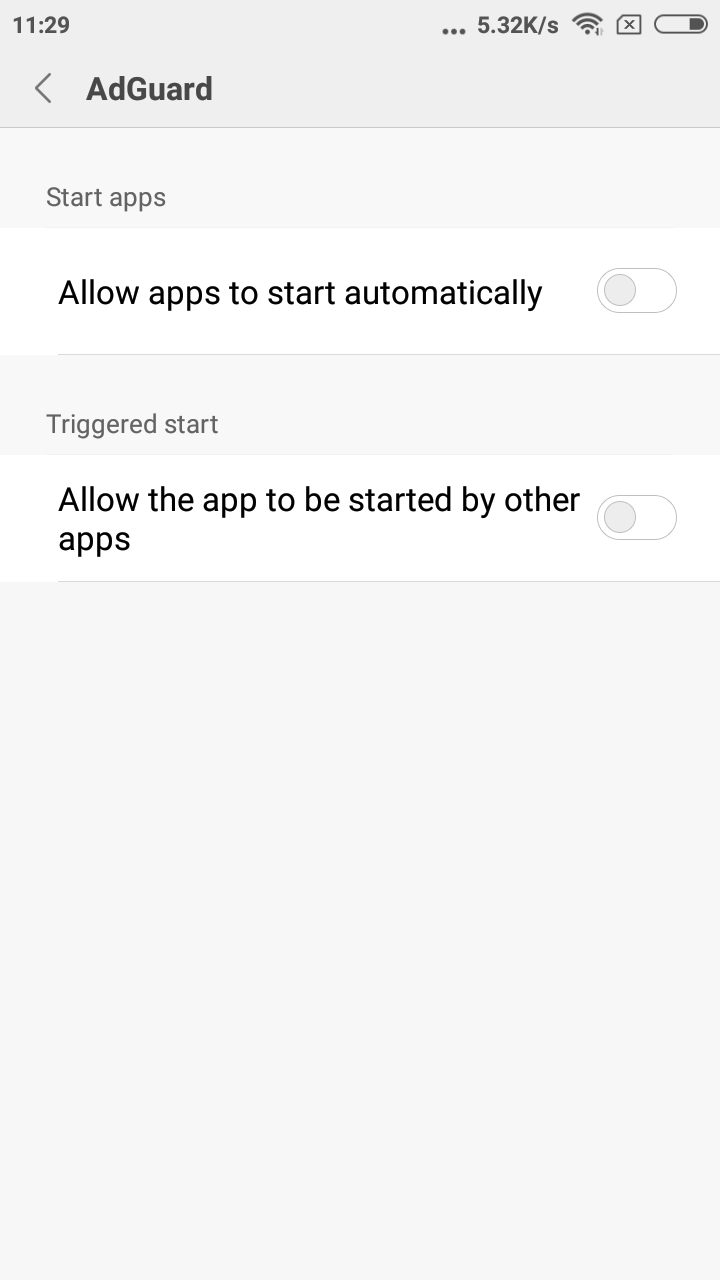 11:29
... 5.32K/s
AdGuard
Start apps
Allow apps to start automatically
Triggered start
Allow the app to be started by other
apps